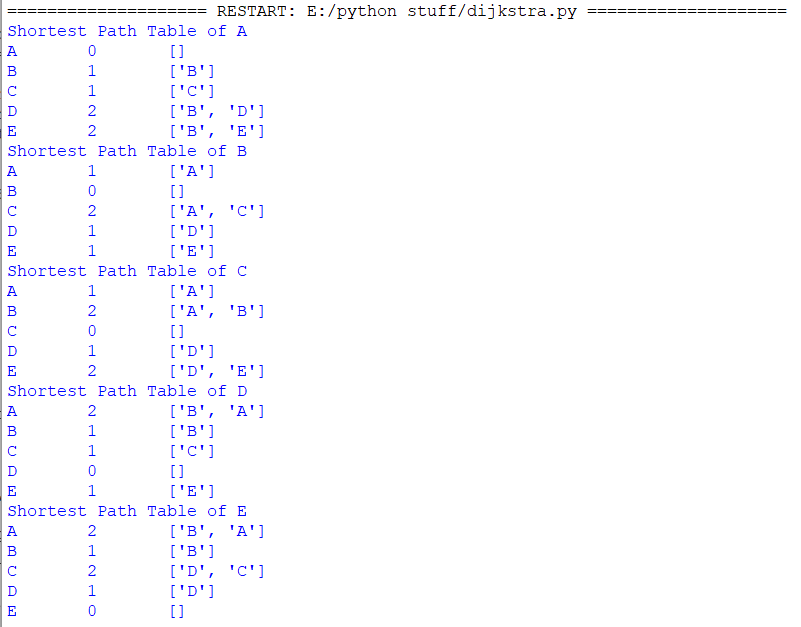 ==================== RESTART: E:/python stuff/dijkstra.py ====================
Shortest Path Table of A
A 0 []
B 1 ['B']
C 1 ['C']
D 2 ['B', 'D']
E 2 ['B', 'E']
Shortest Path Table of B
A 1 ['A']
B 0 []
C 2 ['A', 'C']
D 1 ['D']
E 1 ['E']
Shortest Path Table of C
A 1 ['A']
B 2 ['A', 'B']
C 0 []
D 1 ['D']
E 2 ['D', 'E']
Shortest Path Table of D
A 2 ['B', 'A']
B 1 ['B']
C 1 ['C']
D 0 []
E 1 ['E']
Shortest Path Table of E
A 2 ['B', 'A']
B 1 ['B']
C 2 ['D', 'C']
D 1 ['D']
E 0 []